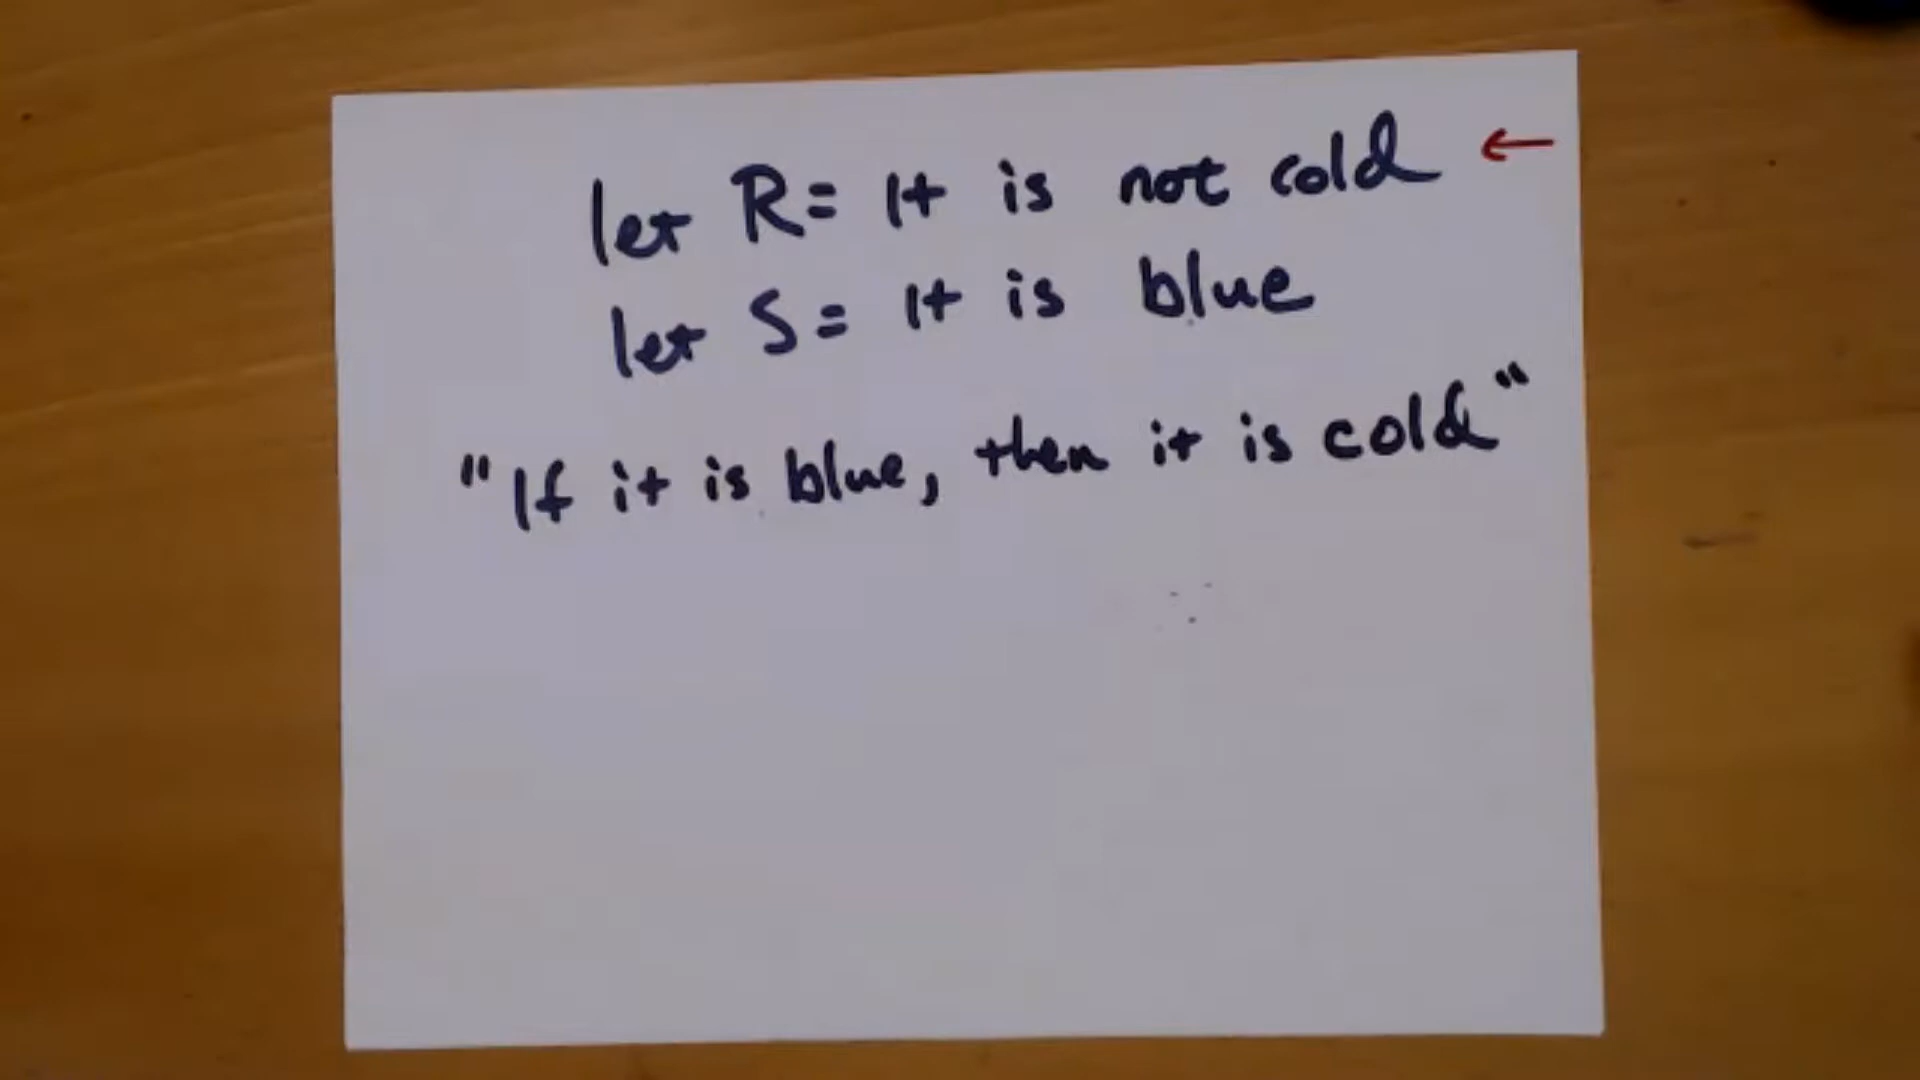 let R= It is not cold ←
let S= It is blue
"If it is blue, then it is cold"